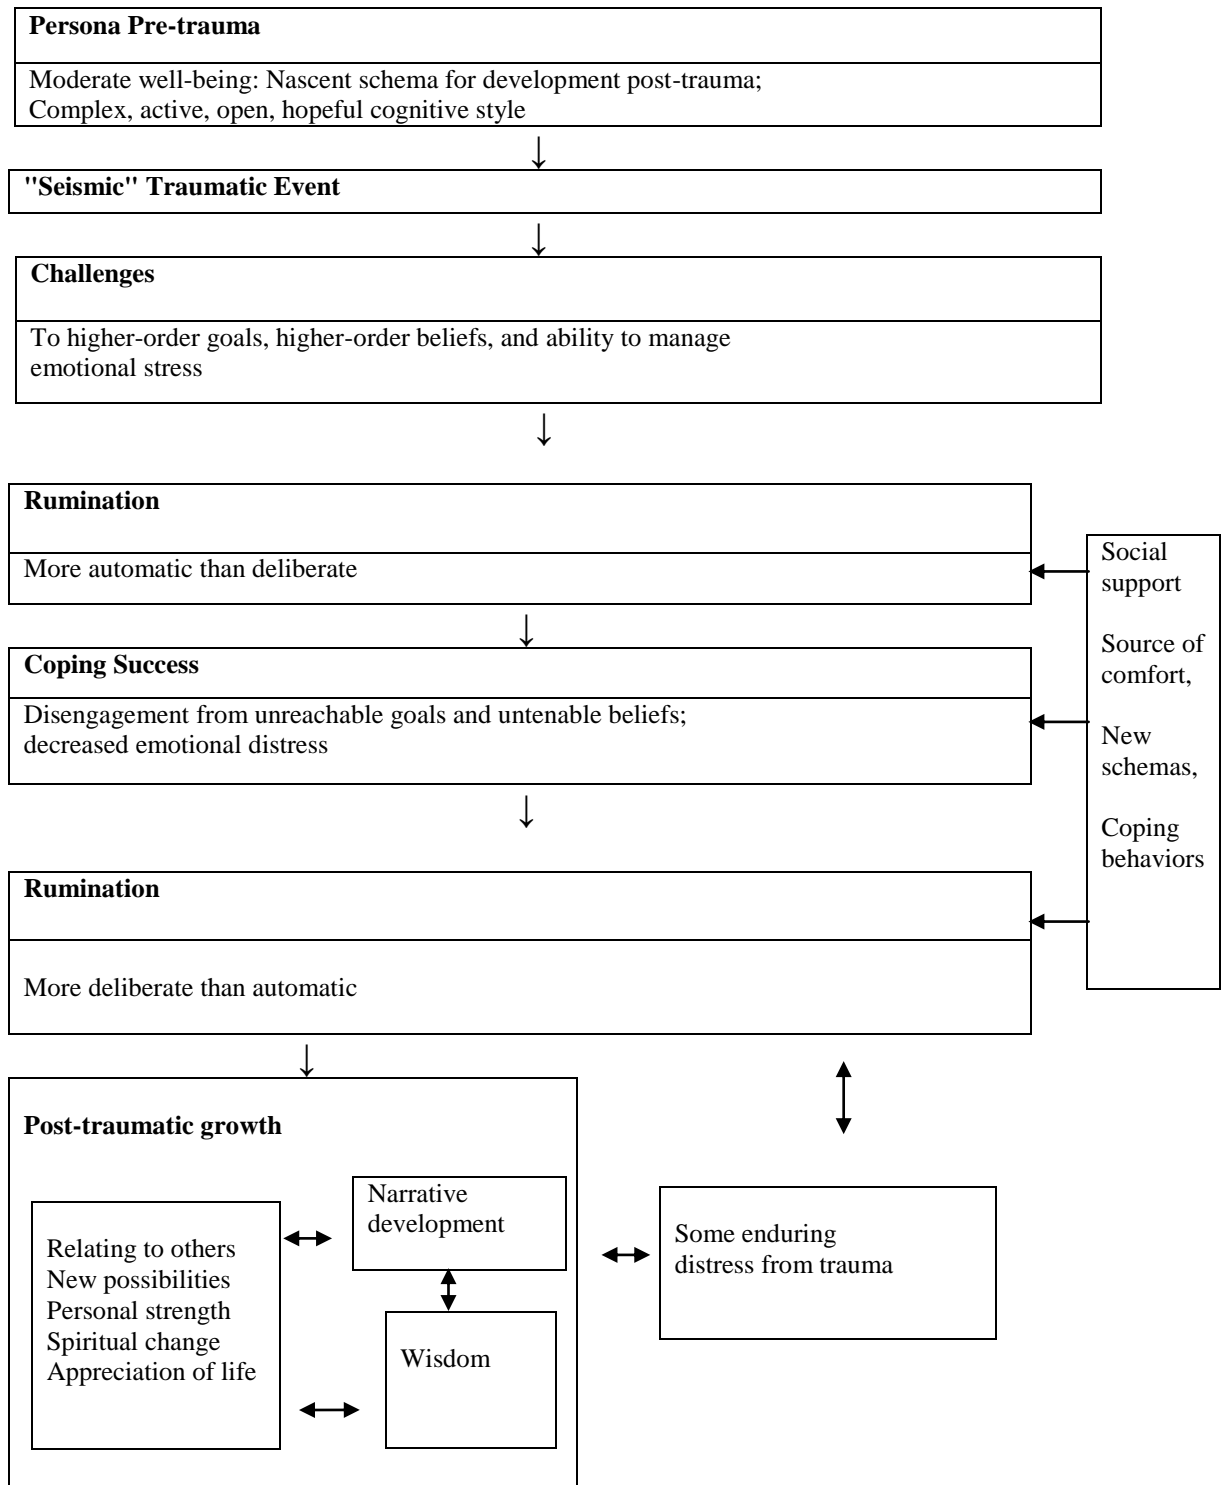 Persona Pre-trauma
Moderate well-being: Nascent schema for development post-trauma;
Complex, active, open, hopeful cognitive style
"Seismic" Traumatic Event
Challenges
To higher-order goals, higher-order beliefs, and ability to manage
emotional stress
Rumination
More automatic than deliberate
Coping Success
Disengagement from unreachable goals and untenable beliefs;
decreased emotional distress
Rumination
More deliberate than automatic
Social
support
Source of
comfort,
New
schemas,
Coping
behaviors
Post-traumatic growth
Relating to others
New possibilities
Personal strength
Spiritual change
Appreciation of life
Narrative
development
Wisdom
Some enduring
distress from trauma